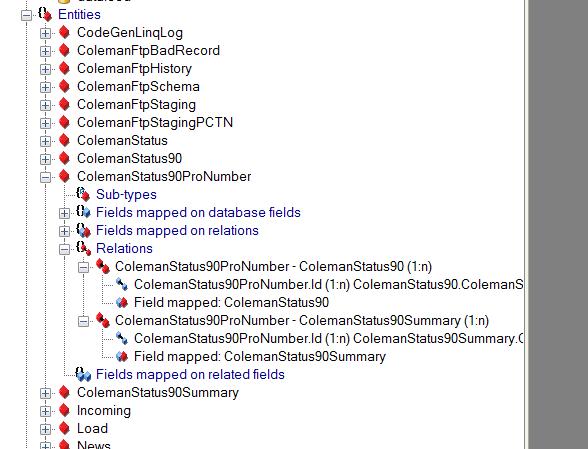 Entities
CodeGenLinqLog
ColemanFtpBadRecord
ColemanFtpHistory
ColemanFtpSchema
ColemanFtpStaging
ColemanFtpStagingPCTN
ColemanStatus
ColemanStatus90
ColemanStatus90ProNumber
Sub-types
Fields mapped on database fields
Fields mapped on relations
Relations
ColemanStatus90ProNumber - ColemanStatus90 (1:n)
ColemanStatus90ProNumber.Id (1:n) ColemanStatus90.ColemanS
Field mapped: ColemanStatus90
ColemanStatus90ProNumber - ColemanStatus90Summary (1:n)
ColemanStatus90ProNumber.Id (1:n) ColemanStatus90Summary.C
Field mapped: ColemanStatus90Summary
Fields mapped on related fields
ColemanStatus90Summary
Incoming
Load
News